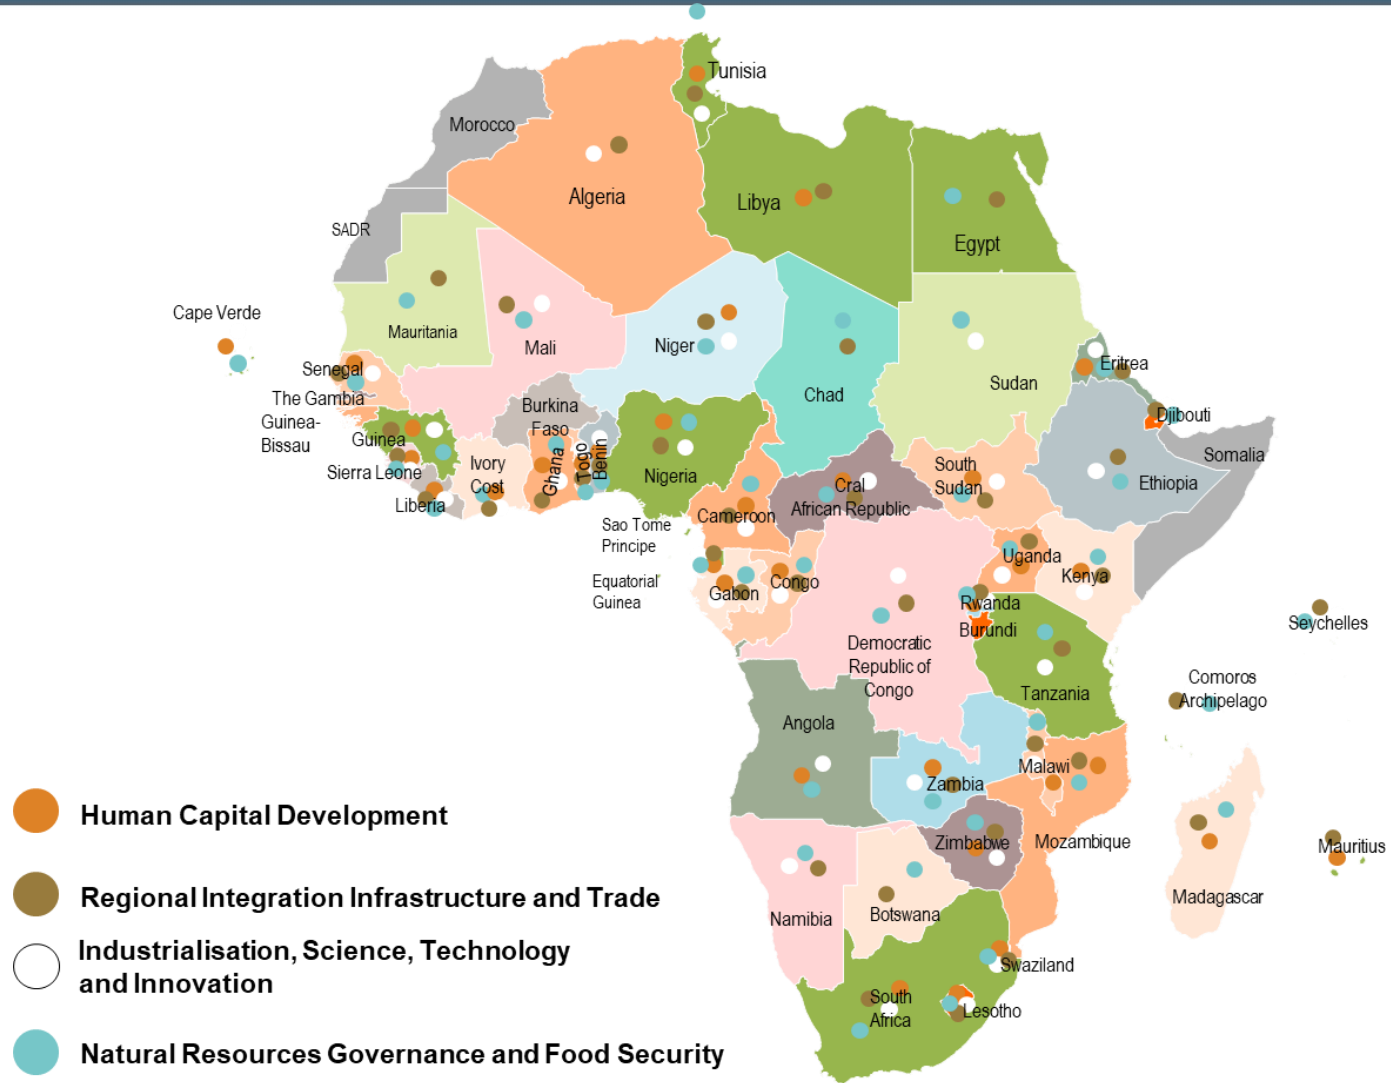 Tunisia
Morocco
Algeria
Libya
Egypt
SADR
Cape Verde
Mauritania
Mali
Niger
Chad
Sudan
Eritrea
Senegal
The Gambia
Guinea-
Bissau
Guinea
Burkina
Faso
Djibouti
Somalia
Sierra Leone
Ivory
Cost
Ghana
Togo
Benin
Nigeria
South
Sudan
Ethiopia
Liberia
Cral
African Republic
Cameroon
Sao Tome
Principe
Equatorial
Guinea
Gabon
Congo
Uganda
Kenya
Rwanda
Burundi
Seychelles
Democratic
Republic of
Congo
Tanzania
Comoros
Archipelago
Angola
Malawi
Zambia
Mozambique
Zimbabwe
Mauritius
Madagascar
Namibia
Botswana
Swaziland
South
Africa
Lesotho
Human Capital Development
Regional Integration Infrastructure and Trade
Industrialisation, Science, Technology
and Innovation
Natural Resources Governance and Food Security